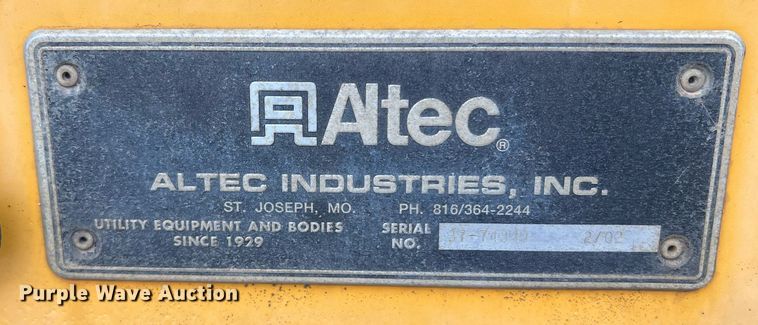 Altec®
ALTEC INDUSTRIES, INC.
ST. JOSEPH, MO. PH. 816/364-2244
UTILITY EQUIPMENT AND BODIES
SINCE 1929
SERIAL
NO. 2/02
Purple Wave Auction